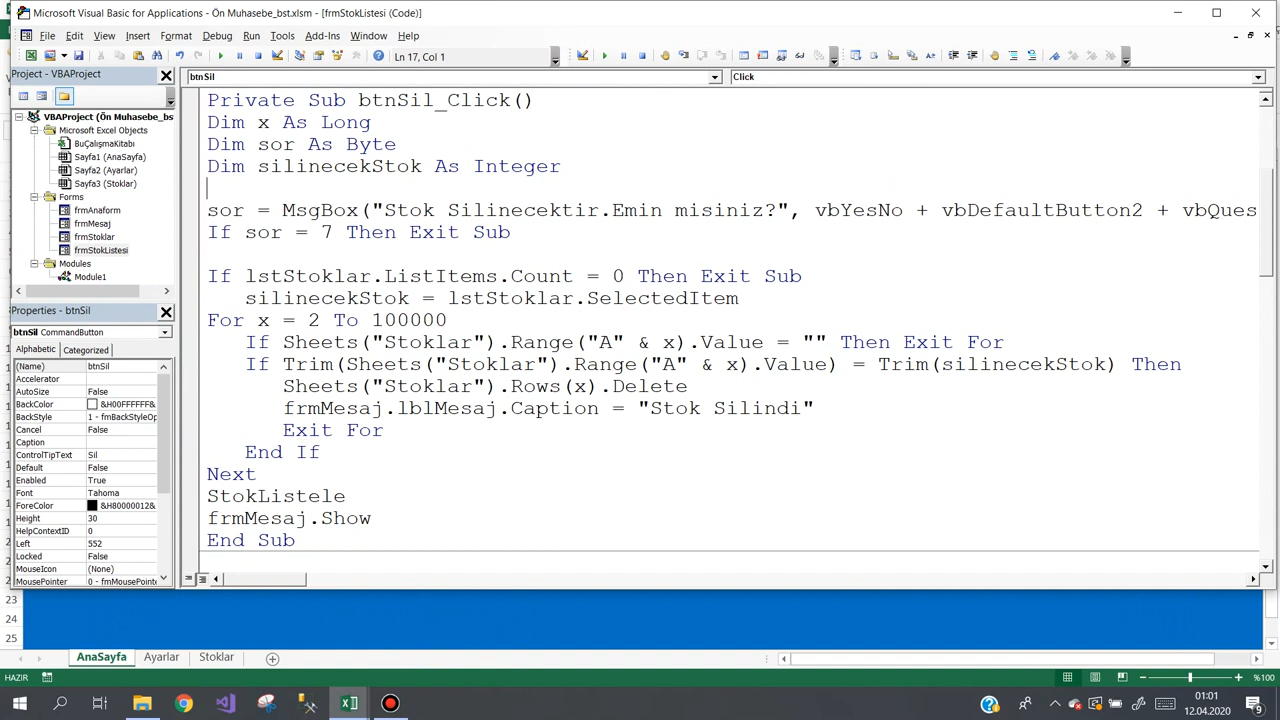 Microsoft Visual Basic for Applications - Ön Muhasebe_bst.xlsm - [frmStokListesi (Code)]
File Edit View Insert Format Debug Run Tools Add-Ins Window Help
Ln 17, Col 1
Project - VBAProject
btnSil
Click
VBAProject (Ön Muhasebe_bs
Microsoft Excel Objects
BuÇalışmaKitabı
Sayfa1 (AnaSayfa)
Sayfa2 (Ayarlar)
Sayfa3 (Stoklar)
Forms
frmAnaform
frmMesaj
frmStoklar
frmStokListesi
Modules
Module1
Properties - btnSil
btnSil CommandButton
Alphabetic Categorized
(Name) btnSil
Accelerator
AutoSize False
BackColor &H00FFFFFF&
BackStyle 1 - fmBackStyleOp
Cancel False
Caption
ControlTipText Sil
Default False
Enabled True
Font Tahoma
ForeColor &H80000012&
Height 30
HelpContextID 0
Left 552
Locked False
MouseIcon (None)
MousePointer 0 - fmMousePointe
Private Sub btnSil_Click()
Dim x As Long
Dim sor As Byte
Dim silinecekStok As Integer
sor = MsgBox("Stok Silinecektir.Emin misiniz?", vbYesNo + vbDefaultButton2 + vbQues
If sor = 7 Then Exit Sub
If lstStoklar.ListItems.Count = 0 Then Exit Sub
silinecekStok = lstStoklar.SelectedItem
For x = 2 To 100000
If Sheets("Stoklar").Range("A" & x).Value = "" Then Exit For
If Trim(Sheets("Stoklar").Range("A" & x).Value) = Trim(silinecekStok) Then
Sheets("Stoklar").Rows(x).Delete
frmMesaj.lblMesaj.Caption = "Stok Silindi"
Exit For
End If
Next
StokListele
frmMesaj.Show
End Sub
23
24
25
AnaSayfa Ayarlar Stoklar
HAZIR
%100
01:01
12.04.2020
9